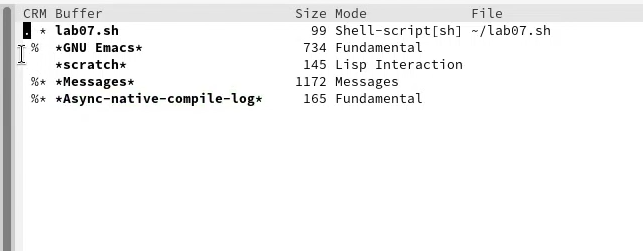 CRM Buffer Size Mode File
. * lab07.sh 99 Shell-script[sh] ~/lab07.sh
% *GNU Emacs* 734 Fundamental
*scratch* 145 Lisp Interaction
%* *Messages* 1172 Messages
%* *Async-native-compile-log* 165 Fundamental